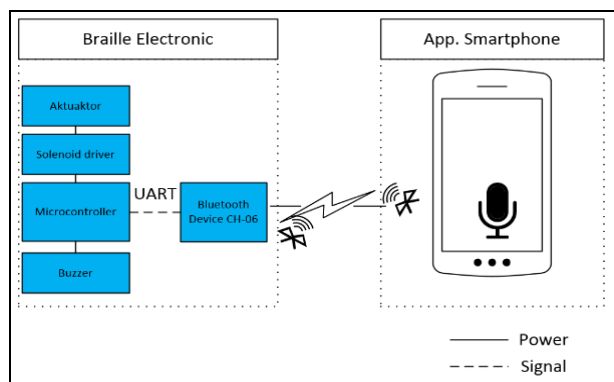 Braille Electronic
App. Smartphone
Aktuaktor
Solenoid driver
Microcontroller
UART
Bluetooth
Device CH-06
Buzzer
Power
Signal